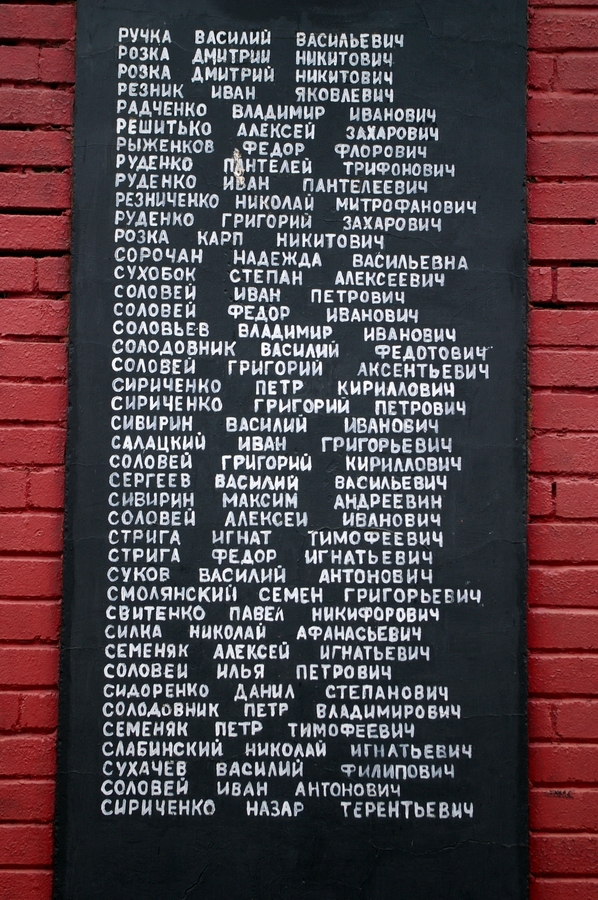 РУЧКА ВАСИЛИЙ ВАСИЛЬЕВИЧ
РОЗКА ДМИТРИЙ НИКИТОВИЧ
РОЗКА ДМИТРИЙ НИКИТОВИЧ
РЕЗНИК ИВАН ЯКОВЛЕВИЧ
РАДЧЕНКО ВЛАДИМИР ИВАНОВИЧ
РЕШИТЬКО АЛЕКСЕЙ ЗАХАРОВИЧ
РЫЖЕНКОВ ФЕДОР ФЛОРОВИЧ
РУДЕНКО ПАНТЕЛЕЙ ТРИФОНОВИЧ
РУДЕНКО ИВАН ПАНТЕЛЕЕВИЧ
РЕЗНИЧЕНКО НИКОЛАЙ МИТРОФАНОВИЧ
РУДЕНКО ГРИГОРИЙ ЗАХАРОВИЧ
РОЗКА КАРП НИКИТОВИЧ
СОРОЧАН НАДЕЖДА ВАСИЛЬЕВНА
СУХОБОК СТЕПАН АЛЕКСЕЕВИЧ
СОЛОВЕЙ ИВАН ПЕТРОВИЧ
СОЛОВЕЙ ФЕДОР ИВАНОВИЧ
СОЛОВЬЕВ ВЛАДИМИР ИВАНОВИЧ
СОЛОДОВНИК ВАСИЛИЙ ФЕДОТОВИЧ
СОЛОВЕЙ ГРИГОРИЙ АКСЕНТЬЕВИЧ
СИРИЧЕНКО ПЕТР КИРИЛЛОВИЧ
СИРИЧЕНКО ГРИГОРИЙ ПЕТРОВИЧ
СИВИРИН ВАСИЛИЙ ИВАНОВИЧ
САЛАЦКИЙ ИВАН ГРИГОРЬЕВИЧ
СОЛОВЕЙ ГРИГОРИЙ КИРИЛЛОВИЧ
СЕРГЕЕВ ВАСИЛИЙ ВАСИЛЬЕВИЧ
СИВИРИН МАКСИМ АНДРЕЕВИН
СОЛОВЕЙ АЛЕКСЕИ ИВАНОВИЧ
СТРИГА ИГНАТ ТИМОФЕЕВИЧ
СТРИГА ФЕДОР ИГНАТЬЕВИЧ
СУКОВ ВАСИЛИЙ АНТОНОВИЧ
СМОЛЯНСКИЙ СЕМЕН ГРИГОРЬЕВИЧ
СВИТЕНКО ПАВЕЛ НИКИФОРОВИЧ
СИЛКА НИКОЛАЙ АФАНАСЬЕВИЧ
СЕМЕНЯК АЛЕКСЕЙ ИГНАТЬЕВИЧ
СОЛОВЕЙ ИЛЬЯ ПЕТРОВИЧ
СИДОРЕНКО ДАНИЛ СТЕПАНОВИЧ
СОЛОДОВНИК ПЕТР ВЛАДИМИРОВИЧ
СЕМЕНЯК ПЕТР ТИМОФЕЕВИЧ
СЛАБИНСКИЙ НИКОЛАЙ ИГНАТЬЕВИЧ
СУХАЧЕВ ВАСИЛИЙ ФИЛИПОВИЧ
СОЛОВЕЙ ИВАН АНТОНОВИЧ
СИРИЧЕНКО НАЗАР ТЕРЕНТЬЕВИЧ